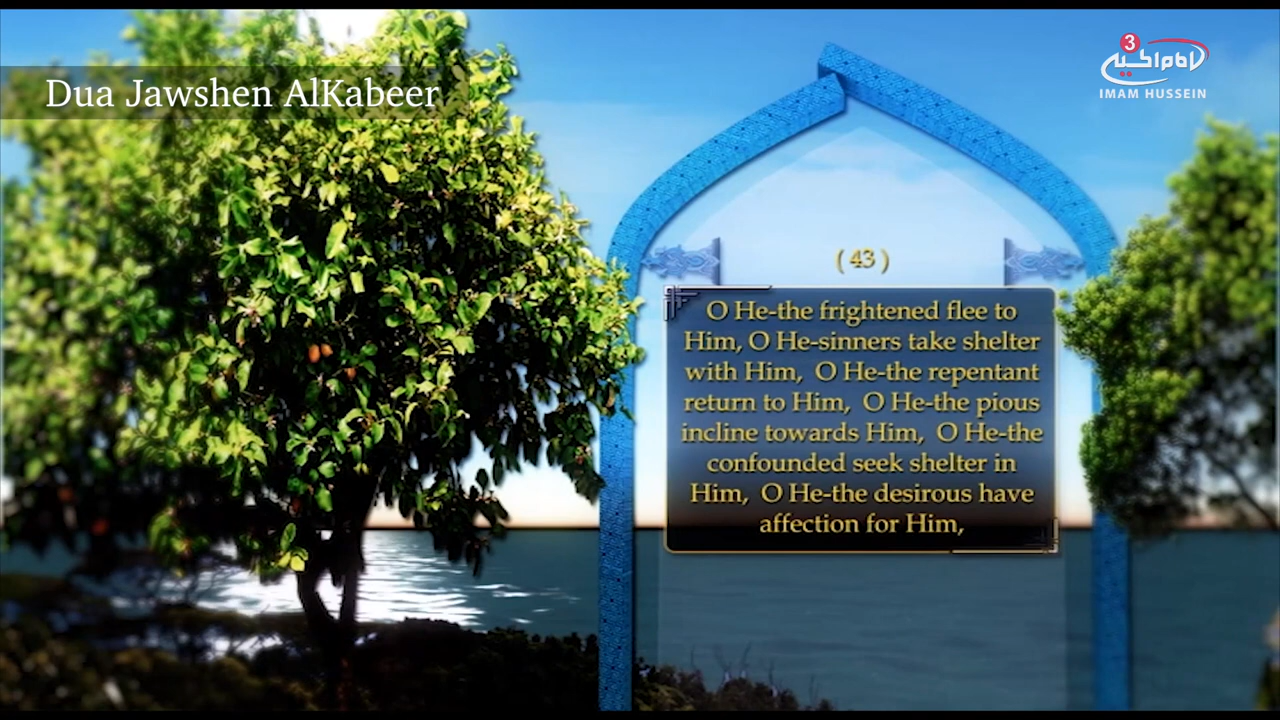 Dua Jawshen AlKabeer
3
IMAM HUSSEIN
( 43 )
O He-the frightened flee to
Him, O He-sinners take shelter
with Him, O He-the repentant
return to Him, O He-the pious
incline towards Him, O He-the
confounded seek shelter in
Him, O He-the desirous have
affection for Him,